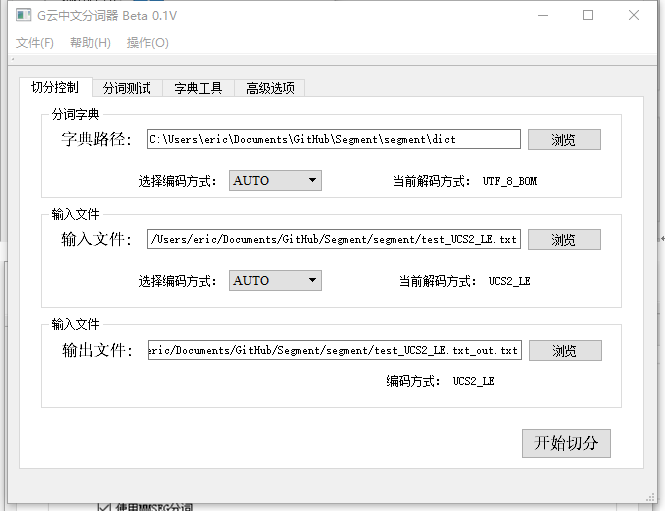 G云中文分词器 Beta 0.1V
文件(F) 帮助(H) 操作(O)
切分控制 分词测试 字典工具 高级选项
分词字典
字典路径: C:\Users\eric\Documents\GitHub\Segment\segment\dict 浏览
选择编码方式: AUTO 当前解码方式: UTF_8_BOM
输入文件
输入文件: /Users/eric/Documents/GitHub/Segment/segment/test_UCS2_LE.txt 浏览
选择编码方式: AUTO 当前解码方式: UCS2_LE
输入文件
输出文件: eric/Documents/GitHub/Segment/segment/test_UCS2_LE.txt_out.txt 浏览
编码方式: UCS2_LE
开始切分
使用MMSEG分词